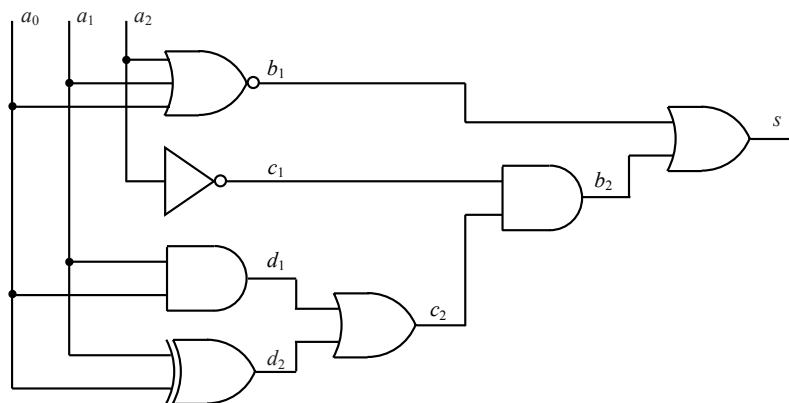 a₀ a₁ a₂
b₁
s
c₁
b₂
d₁
c₂
d₂